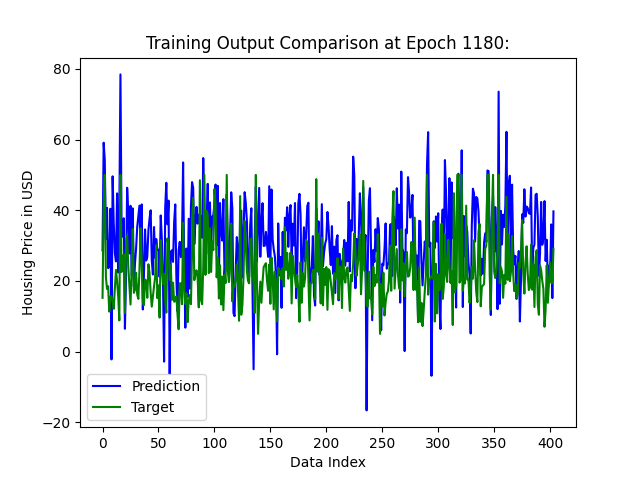 Training Output Comparison at Epoch 1180:
80
60
40
20
0
−20
Housing Price in USD
Prediction
Target
0 50 100 150 200 250 300 350 400
Data Index